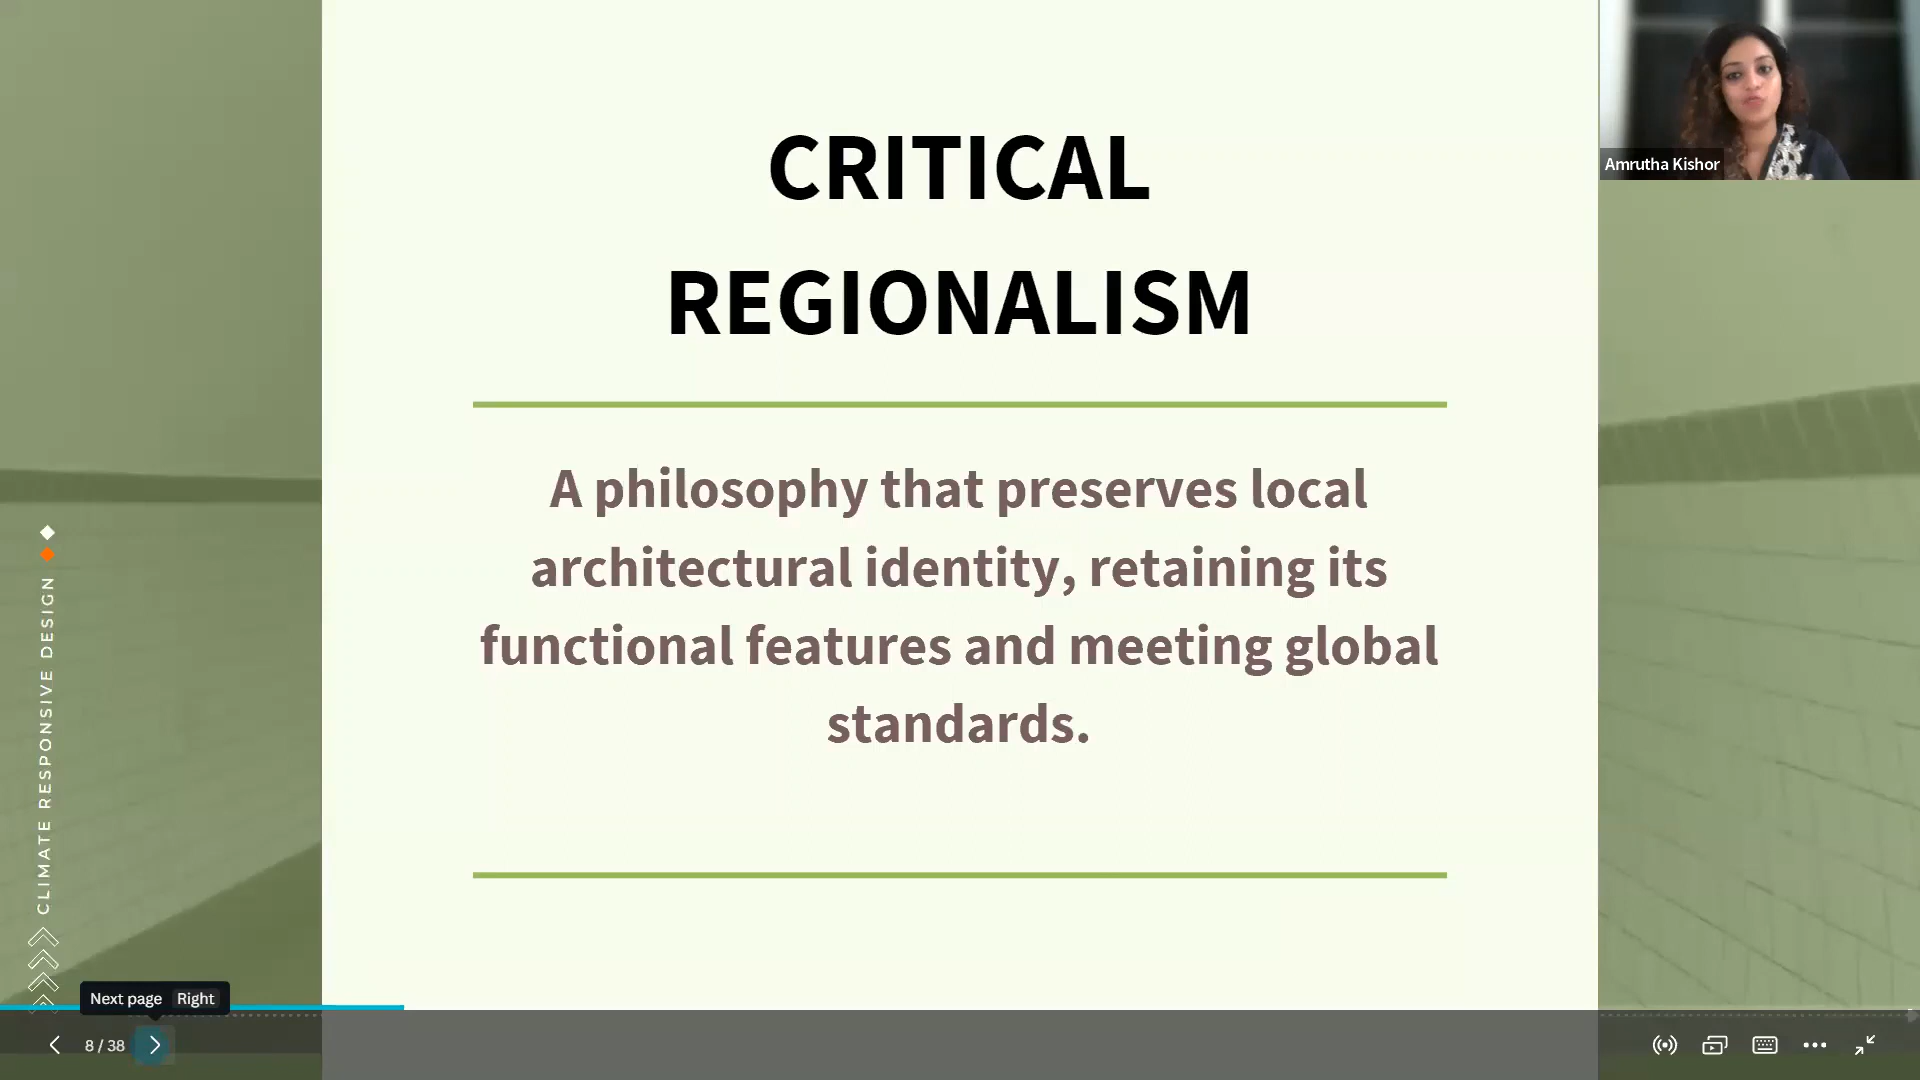 CRITICAL
REGIONALISM
A philosophy that preserves local
architectural identity, retaining its
functional features and meeting global
standards.
Amrutha Kishor
CLIMATE RESPONSIVE DESIGN
Next page Right
8 / 38